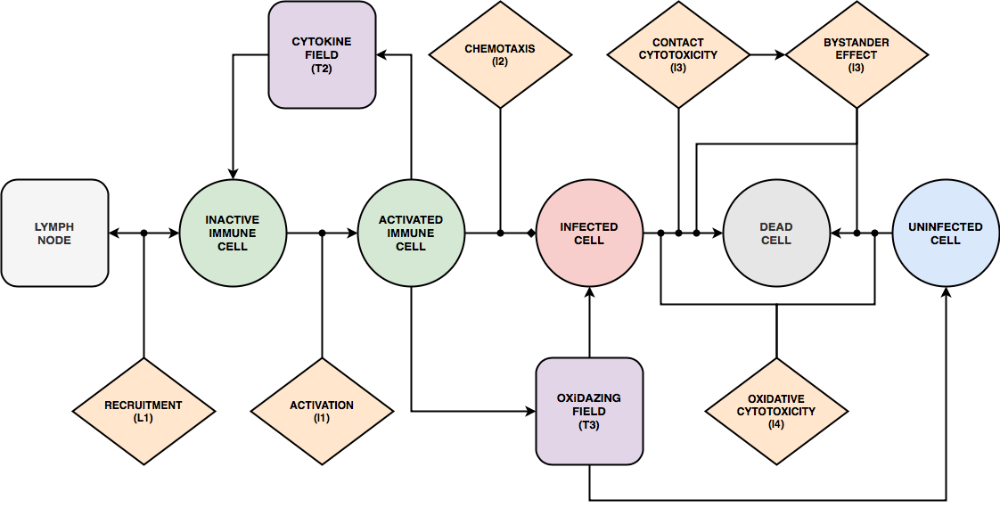 CYTOKINE
FIELD
(T2)
CHEMOTAXIS
(I2)
CONTACT
CYTOTOXICITY
(I3)
BYSTANDER
EFFECT
(I3)
LYMPH
NODE
INACTIVE
IMMUNE
CELL
ACTIVATED
IMMUNE
CELL
INFECTED
CELL
DEAD
CELL
UNINFECTED
CELL
RECRUITMENT
(L1)
ACTIVATION
(I1)
OXiDAZING
FIELD
(T3)
OXIDATIVE
CYTOTOXICITY
(I4)